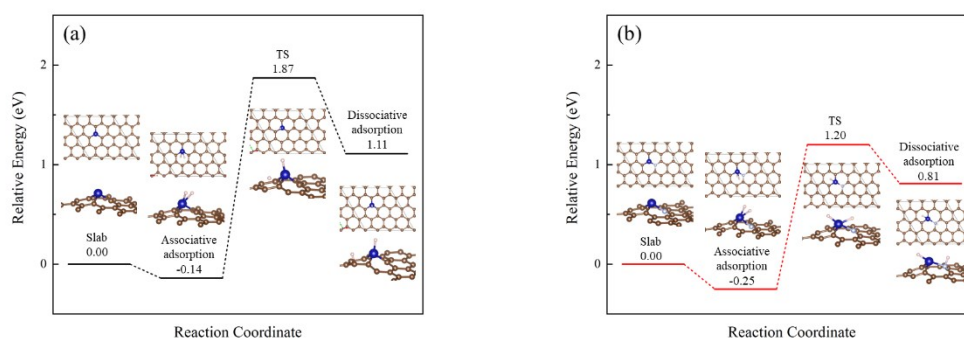 (a)
Relative Energy (eV)
2
1
0
TS
1.87
Dissociative
adsorption
1.11
Slab
0.00
Associative
adsorption
-0.14
Reaction Coordinate
(b)
Relative Energy (eV)
2
1
0
TS
1.20
Dissociative
adsorption
0.81
Slab
0.00
Associative
adsorption
-0.25
Reaction Coordinate